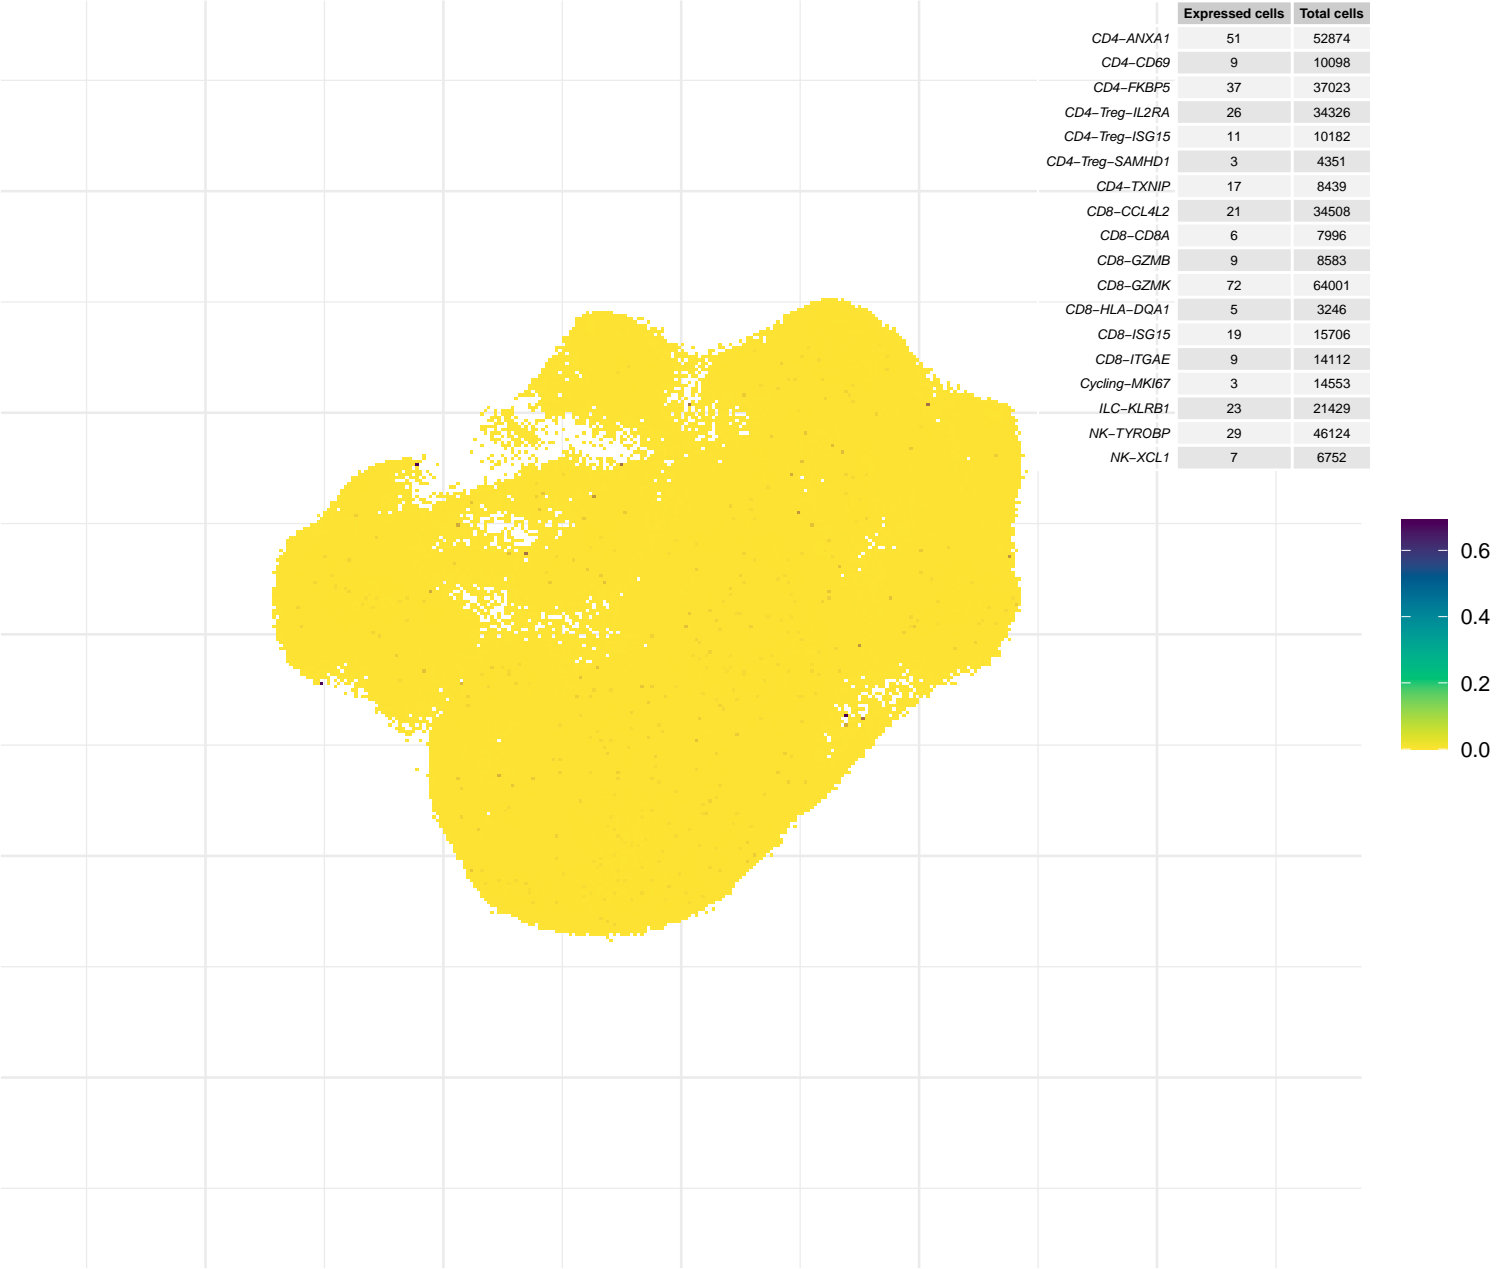 Expressed cells Total cells
CD4−ANXA1 51 52874
CD4−CD69 9 10098
CD4−FKBP5 37 37023
CD4−Treg−IL2RA 26 34326
CD4−Treg−ISG15 11 10182
CD4−Treg−SAMHD1 3 4351
CD4−TXNIP 17 8439
CD8−CCL4L2 21 34508
CD8−CD8A 6 7996
CD8−GZMB 9 8583
CD8−GZMK 72 64001
CD8−HLA−DQA1 5 3246
CD8−ISG15 19 15706
CD8−ITGAE 9 14112
Cycling−MKI67 3 14553
ILC−KLRB1 23 21429
NK−TYROBP 29 46124
NK−XCL1 7 6752
0.6
0.4
0.2
0.0